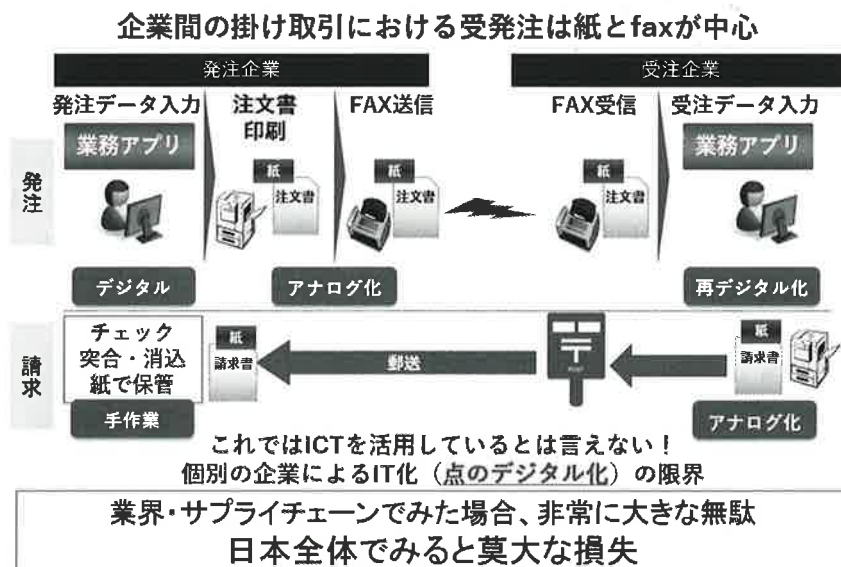 企業間の掛け取引における受発注は紙とfaxが中心
発注企業
受注企業
発注
発注データ入力
業務アプリ
デジタル
注文書
印刷
紙
注文書
FAX送信
紙
注文書
アナログ化
FAX受信
紙
注文書
受注データ入力
業務アプリ
再デジタル化
請求
チェック
突合・消込
紙で保管
手作業
紙
請求書
郵送
〒
紙
請求書
アナログ化
これではICTを活用しているとは言えない！
個別の企業によるIT化（点のデジタル化）の限界
業界・サプライチェーンでみた場合、非常に大きな無駄
日本全体でみると莫大な損失